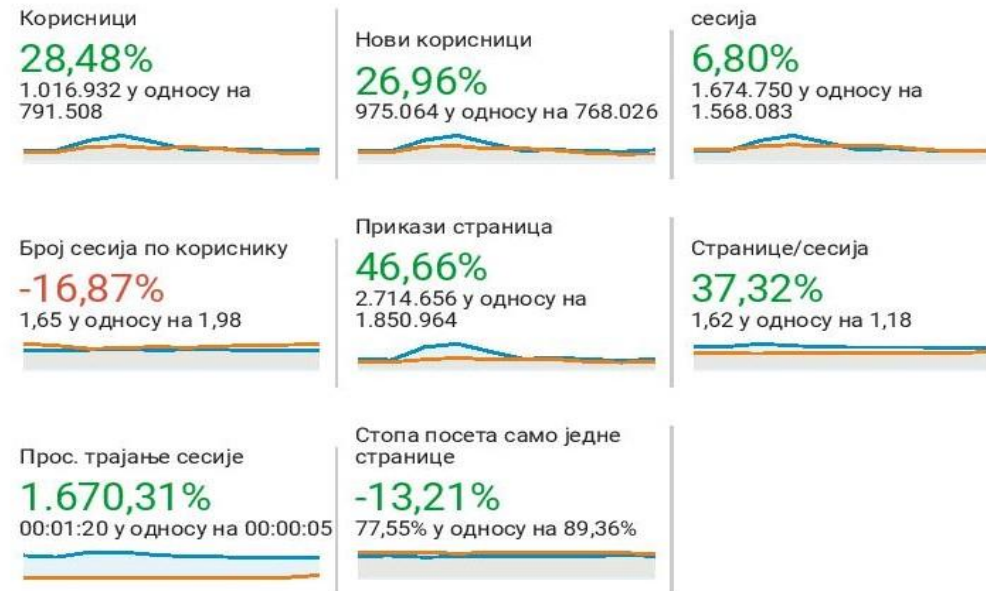 Корисници
28,48%
1.016.932 у односу на
791.508
Нови корисници
26,96%
975.064 у односу на 768.026
сесија
6,80%
1.674.750 у односу на
1.568.083
Број сесија по кориснику
-16,87%
1,65 у односу на 1,98
Прикази страница
46,66%
2.714.656 у односу на
1.850.964
Странице/сесија
37,32%
1,62 у односу на 1,18
Прос. трајање сесије
1.670,31%
00:01:20 у односу на 00:00:05
Стопа посета само једне
странице
-13,21%
77,55% у односу на 89,36%